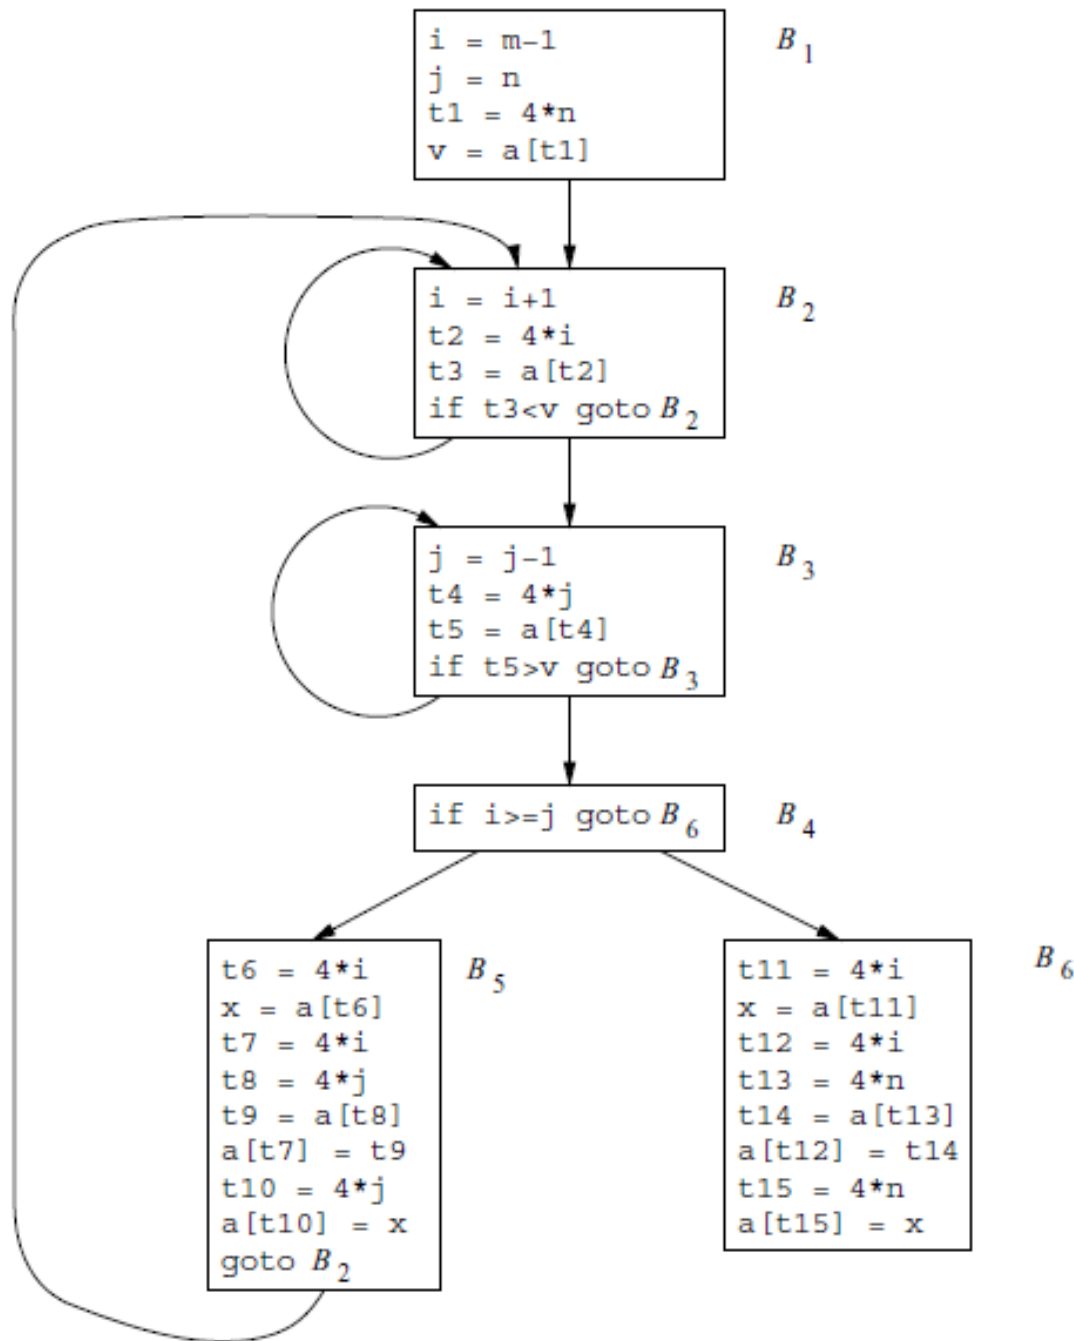 i = m-1
j = n
t1 = 4*n
v = a[t1]
B1
i = i+1
t2 = 4*i
t3 = a[t2]
if t3<v goto B2
B2
j = j-1
t4 = 4*j
t5 = a[t4]
if t5>v goto B3
B3
if i>=j goto B6
B4
t6 = 4*i
x = a[t6]
t7 = 4*i
t8 = 4*j
t9 = a[t8]
a[t7] = t9
t10 = 4*j
a[t10] = x
goto B2
B5
t11 = 4*i
x = a[t11]
t12 = 4*i
t13 = 4*n
t14 = a[t13]
a[t12] = t14
t15 = 4*n
a[t15] = x
B6